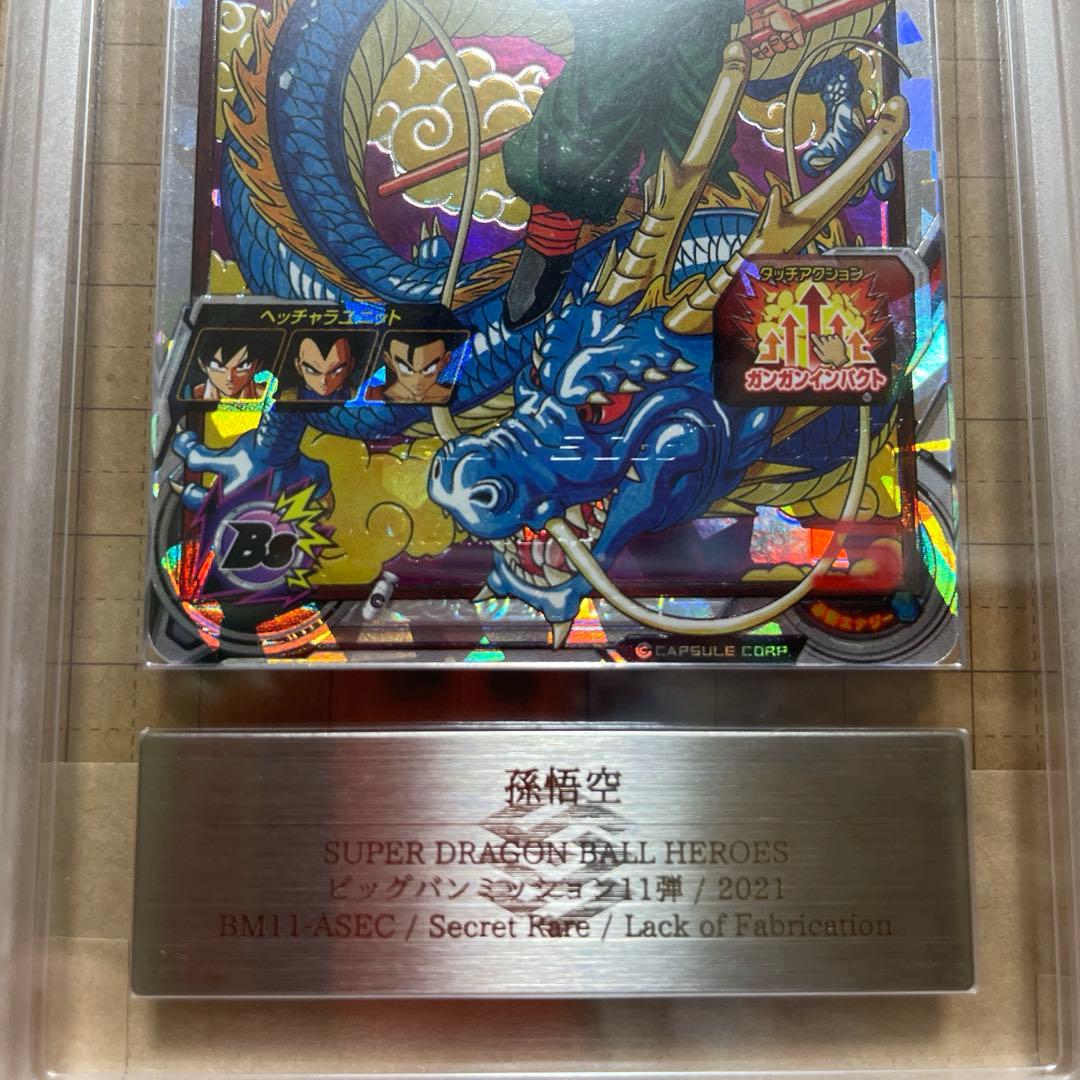 タッチアクション
ヘッチャラユニット
ガンガンインパクト
Bs
CAPSULE CORP
孫悟空
SUPER DRAGON BALL HEROES
ビッグバンミッション11弾 / 2021
BM11-ASEC / Secret Rare / Lack of Fabrication